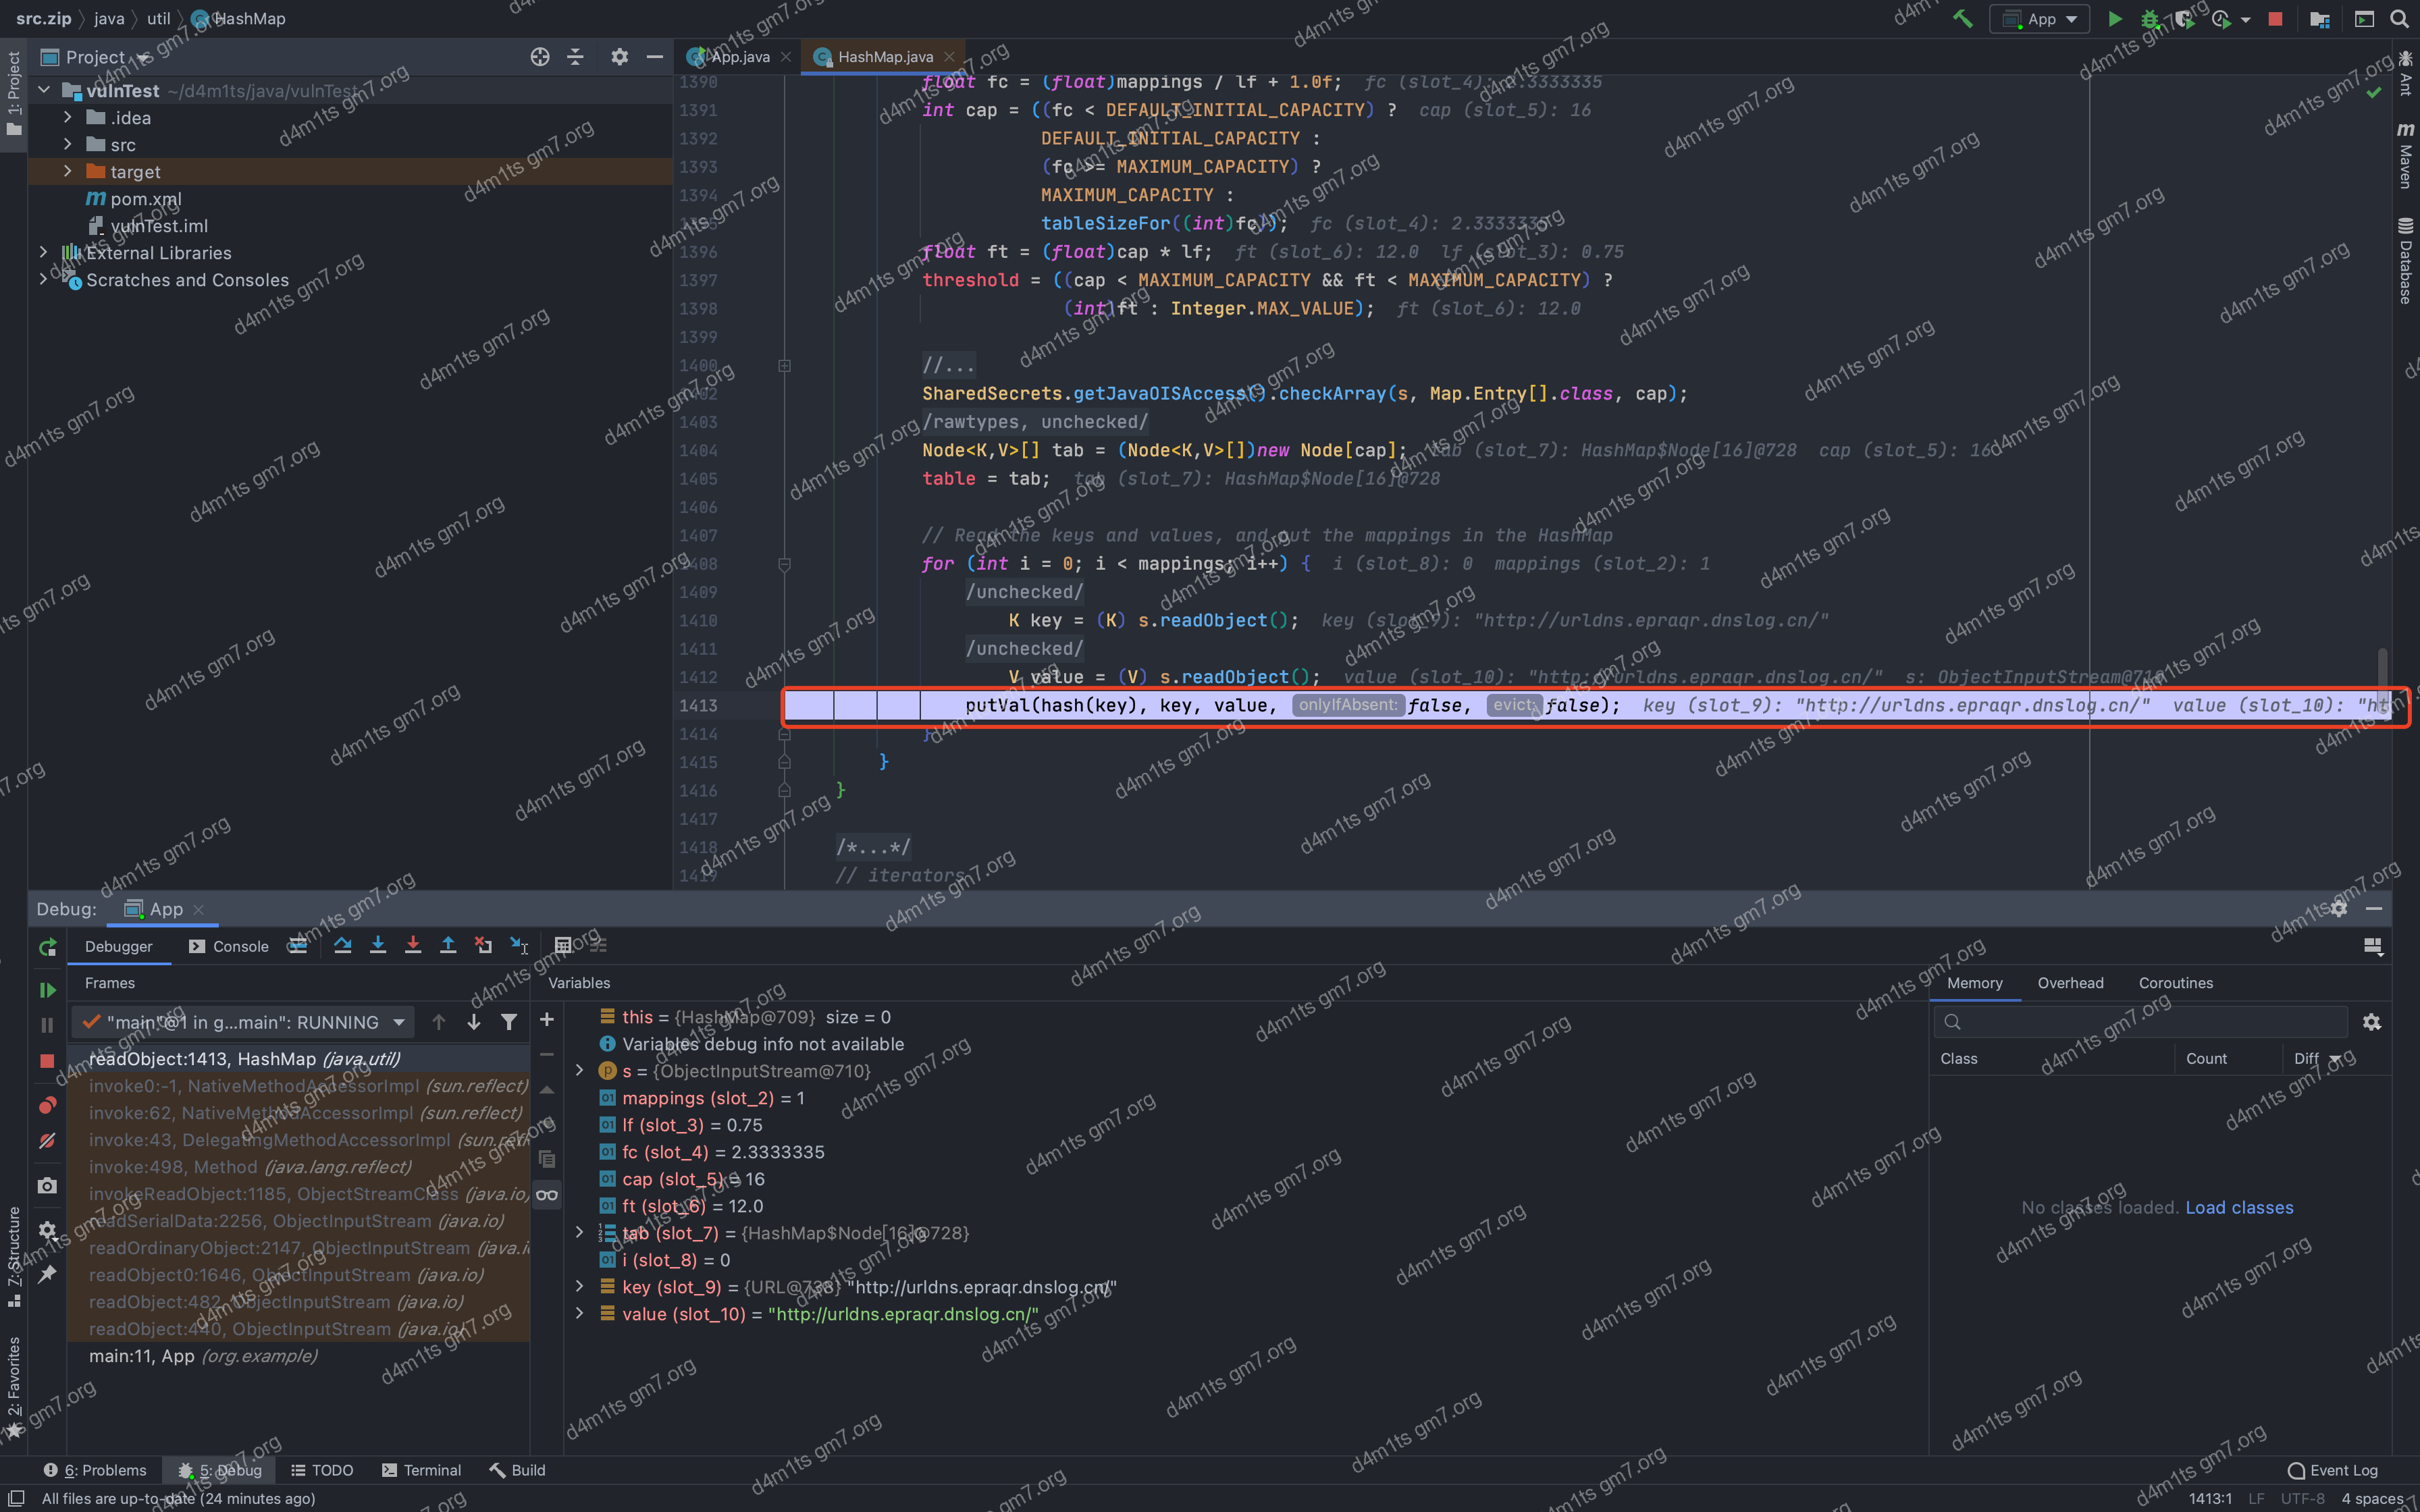 src.zip › java › util › HashMap
App
Project
App.java
HashMap.java
vulnTest ~/d4m1ts/java/vulnTest
.idea
src
target
pom.xml
vulnTest.iml
External Libraries
Scratches and Consoles
1: Project
7: Structure
2: Favorites
Ant
Maven
Database
1390 float fc = (float)mappings / lf + 1.0f; fc (slot_4): 2.3333335
1391 int cap = ((fc < DEFAULT_INITIAL_CAPACITY) ? cap (slot_5): 16
1392 DEFAULT_INITIAL_CAPACITY :
1393 (fc >= MAXIMUM_CAPACITY) ?
1394 MAXIMUM_CAPACITY :
1395 tableSizeFor((int)fc)); fc (slot_4): 2.3333335
1396 float ft = (float)cap * lf; ft (slot_6): 12.0 lf (slot_3): 0.75
1397 threshold = ((cap < MAXIMUM_CAPACITY && ft < MAXIMUM_CAPACITY) ?
1398 (int)ft : Integer.MAX_VALUE); ft (slot_6): 12.0
1399
1400 //...
1402 SharedSecrets.getJavaOISAccess().checkArray(s, Map.Entry[].class, cap);
1403 /rawtypes, unchecked/
1404 Node<K,V>[] tab = (Node<K,V>[])new Node[cap]; tab (slot_7): HashMap$Node[16]@728 cap (slot_5): 16
1405 table = tab; tab (slot_7): HashMap$Node[16]@728
1406
1407 // Read the keys and values, and put the mappings in the HashMap
1408 for (int i = 0; i < mappings; i++) { i (slot_8): 0 mappings (slot_2): 1
1409 /unchecked/
1410 K key = (K) s.readObject(); key (slot_9): "http://urldns.epraqr.dnslog.cn/"
1411 /unchecked/
1412 V value = (V) s.readObject(); value (slot_10): "http://urldns.epraqr.dnslog.cn/" s: ObjectInputStream@710
1413 putVal(hash(key), key, value, onlyIfAbsent: false, evict: false); key (slot_9): "http://urldns.epraqr.dnslog.cn/" value (slot_10): "ht
1414 }
1415 }
1416 }
1417
1418 /*...*/
1419 // iterators
Debug: App
Debugger
Console
Frames
Variables
Memory
Overhead
Coroutines
"main"@1 in g...main": RUNNING
readObject:1413, HashMap (java.util)
invoke0:-1, NativeMethodAccessorImpl (sun.reflect)
invoke:62, NativeMethodAccessorImpl (sun.reflect)
invoke:43, DelegatingMethodAccessorImpl (sun.refl
invoke:498, Method (java.lang.reflect)
invokeReadObject:1185, ObjectStreamClass (java.io)
readSerialData:2256, ObjectInputStream (java.io)
readOrdinaryObject:2147, ObjectInputStream (java.i
readObject0:1646, ObjectInputStream (java.io)
readObject:482, ObjectInputStream (java.io)
readObject:440, ObjectInputStream (java.io)
main:11, App (org.example)
this = {HashMap@709} size = 0
Variables debug info not available
s = {ObjectInputStream@710}
mappings (slot_2) = 1
lf (slot_3) = 0.75
fc (slot_4) = 2.3333335
cap (slot_5) = 16
ft (slot_6) = 12.0
tab (slot_7) = {HashMap$Node[16]@728}
i (slot_8) = 0
key (slot_9) = {URL@733} "http://urldns.epraqr.dnslog.cn/"
value (slot_10) = "http://urldns.epraqr.dnslog.cn/"
Class
Count
Diff
No classes loaded. Load classes
6: Problems
5: Debug
TODO
Terminal
Build
Event Log
All files are up-to-date (24 minutes ago)
1413:1 LF UTF-8 4 spaces
d4m1ts gm7.org